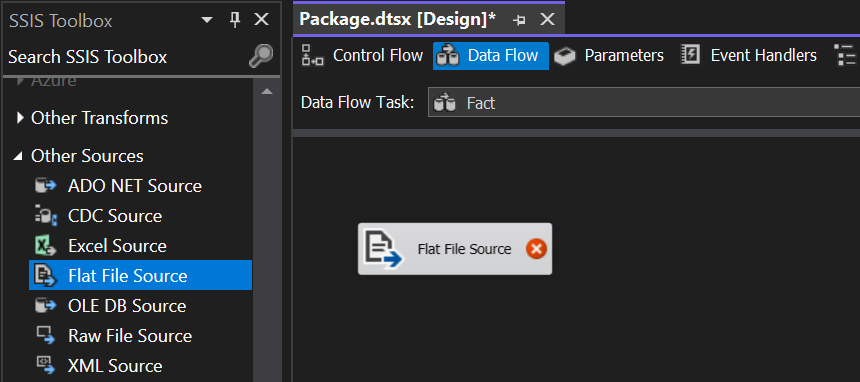 SSIS Toolbox
Search SSIS Toolbox
Azure
Other Transforms
Other Sources
ADO NET Source
CDC Source
Excel Source
Flat File Source
OLE DB Source
Raw File Source
XML Source
Package.dtsx [Design]*
Control Flow Data Flow Parameters Event Handlers
Data Flow Task: Fact
Flat File Source